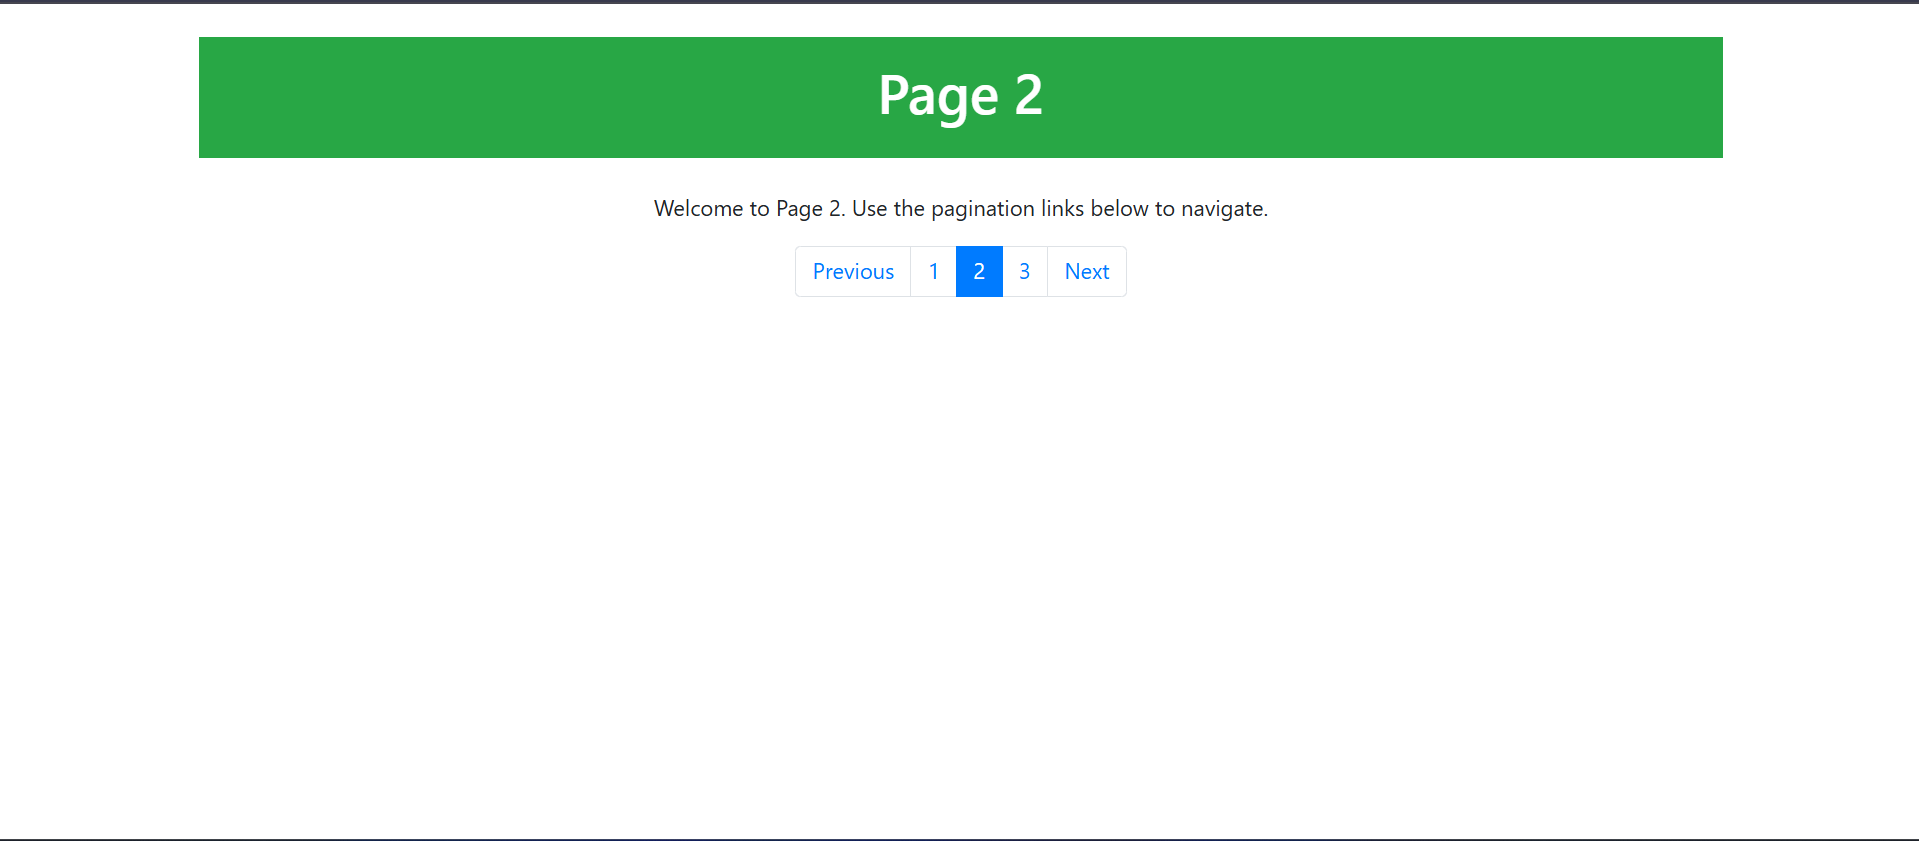 Page 2
Welcome to Page 2. Use the pagination links below to navigate.
Previous 1 2 3 Next